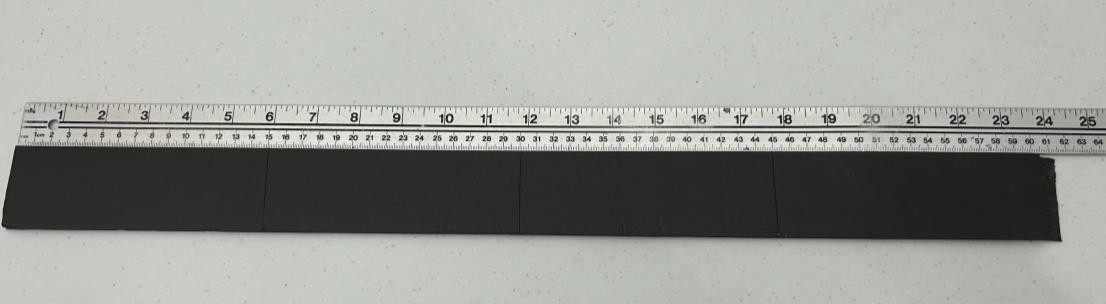 1 2 3 4 5 6 7 8 9 10 11 12 13 14 15 16 17 18 19 20 21 22 23 24 25
1cm 2 3 4 5 6 7 8 9 10 11 12 13 14 15 16 17 18 19 20 21 22 23 24 25 26 27 28 29 30 31 32 33 34 35 36 37 38 39 40 41 42 43 44 45 46 47 48 49 50 51 52 53 54 55 56 57 58 59 60 61 62 63 64